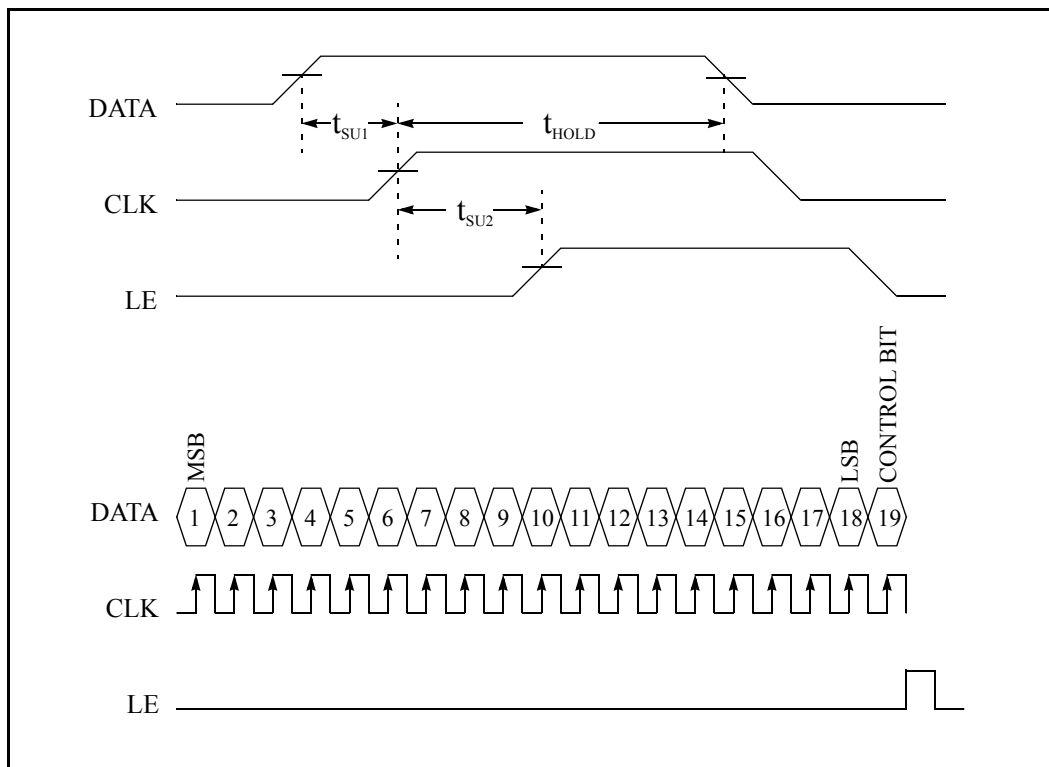 DATA
tSU1
tHOLD
CLK
tSU2
LE
MSB
LSB
CONTROL BIT
DATA
1 2 3 4 5 6 7 8 9 10 11 12 13 14 15 16 17 18 19
CLK
LE